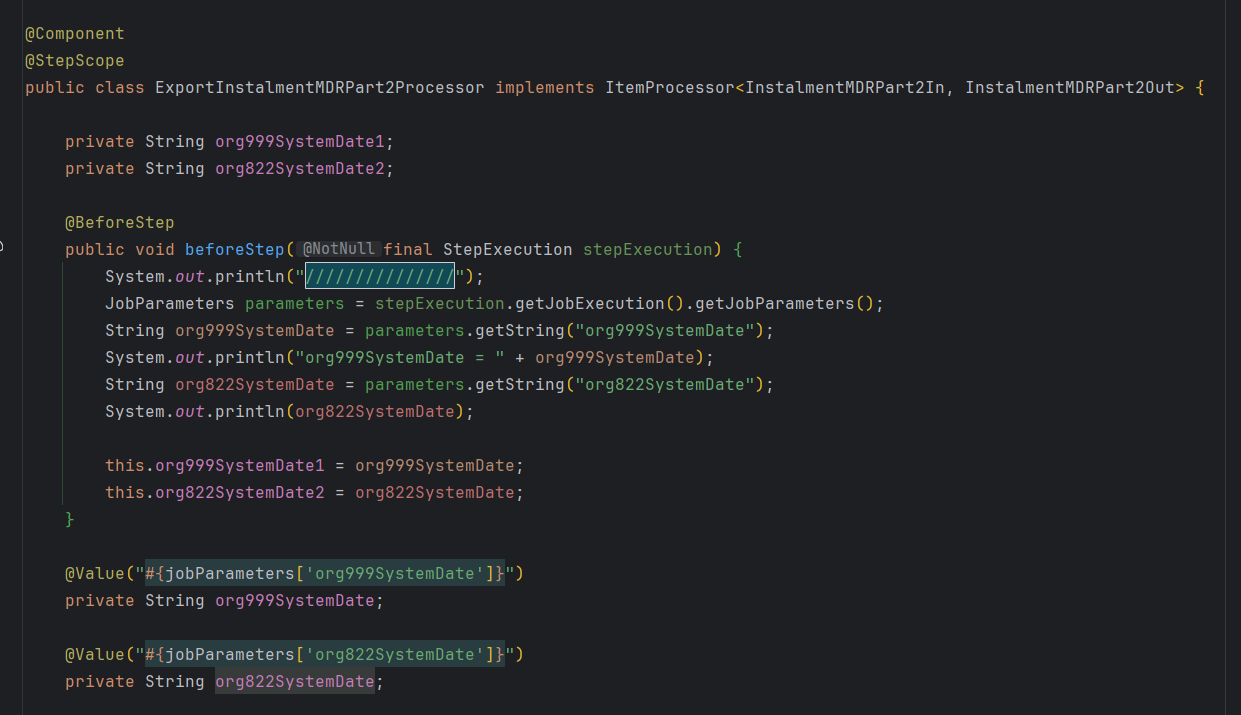 @Component
@StepScope
public class ExportInstalmentMDRPart2Processor implements ItemProcessor<InstalmentMDRPart2In, InstalmentMDRPart2Out> {
private String org999SystemDate1;
private String org822SystemDate2;
@BeforeStep
public void beforeStep( @NotNull final StepExecution stepExecution) {
System.out.println("///////////////");
JobParameters parameters = stepExecution.getJobExecution().getJobParameters();
String org999SystemDate = parameters.getString("org999SystemDate");
System.out.println("org999SystemDate = " + org999SystemDate);
String org822SystemDate = parameters.getString("org822SystemDate");
System.out.println(org822SystemDate);
this.org999SystemDate1 = org999SystemDate;
this.org822SystemDate2 = org822SystemDate;
}
@Value("#{jobParameters['org999SystemDate']}")
private String org999SystemDate;
@Value("#{jobParameters['org822SystemDate']}")
private String org822SystemDate;